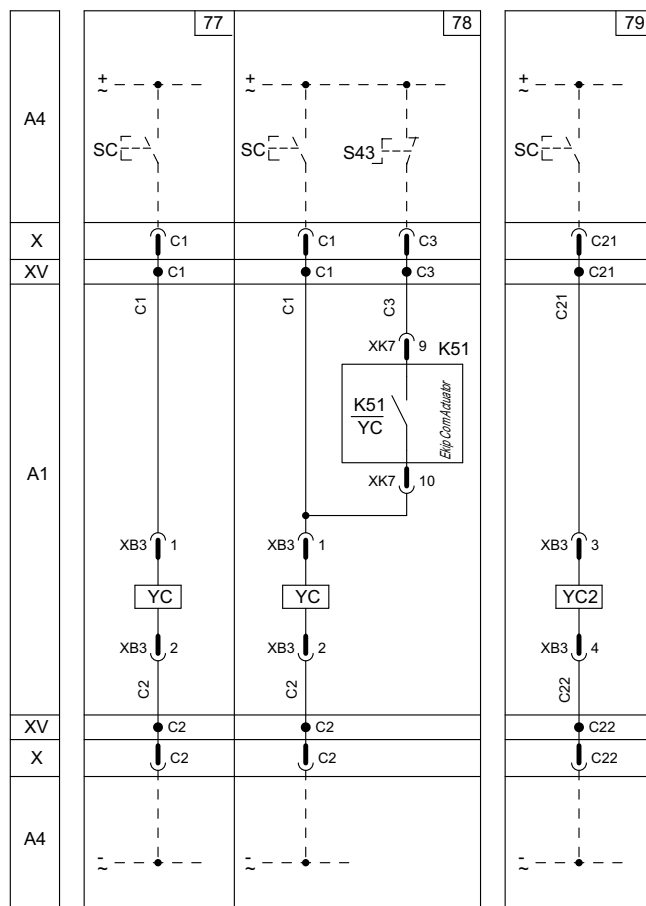 77
78
79
A4
+
~
+
~
+
~
SC
SC
S43
SC
X
C1
C1
C3
C21
XV
C1
C1
C3
C21
C1
C1
C3
C21
XK7 9 K51
K51
YC
Ekip Com Actuator
XK7 10
A1
XB3 1
XB3 1
XB3 3
YC
YC
YC2
XB3 2
XB3 2
XB3 4
C2
C2
C22
XV
C2
C2
C22
X
C2
C2
C22
A4
-
~
-
~
-
~